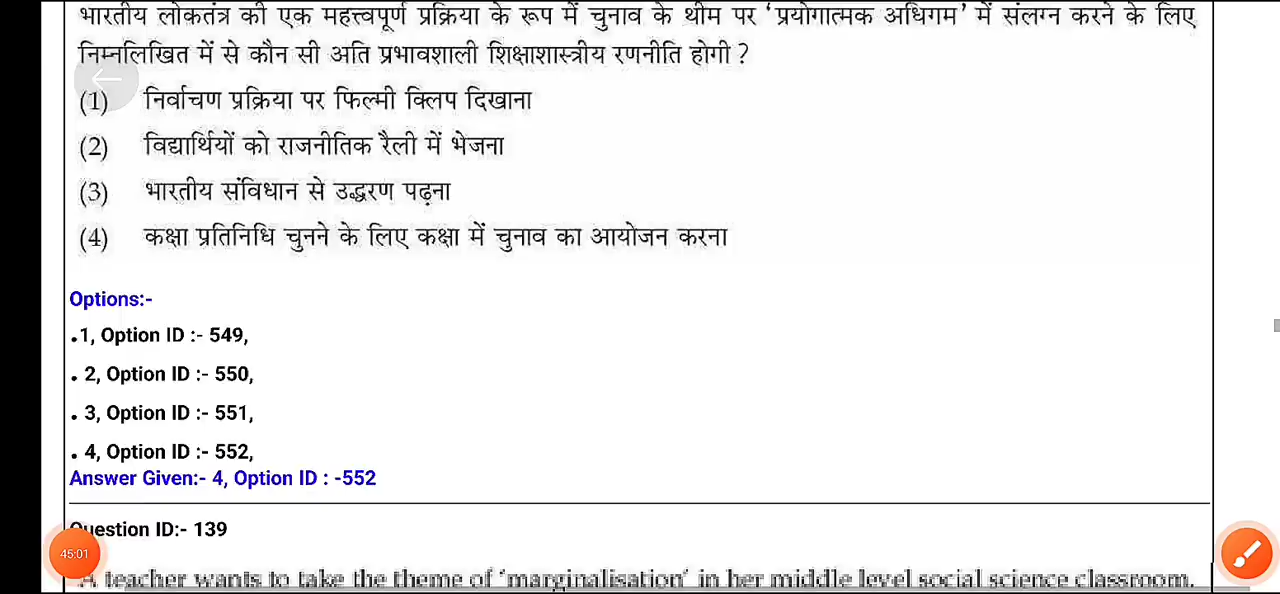 भारतीय लोकतंत्र की एक महत्त्वपूर्ण प्रक्रिया के रूप में चुनाव के थीम पर 'प्रयोगात्मक अधिगम' में संलग्न करने के लिए
निम्नलिखित में से कौन सी अति प्रभावशाली शिक्षाशास्त्रीय रणनीति होगी ?
(1) निर्वाचण प्रक्रिया पर फिल्मी क्लिप दिखाना
(2) विद्यार्थियों को राजनीतिक रैली में भेजना
(3) भारतीय संविधान से उद्धरण पढ़ना
(4) कक्षा प्रतिनिधि चुनने के लिए कक्षा में चुनाव का आयोजन करना
Options:-
.1, Option ID :- 549,
. 2, Option ID :- 550,
. 3, Option ID :- 551,
. 4, Option ID :- 552,
Answer Given:- 4, Option ID : -552
Question ID:- 139
45:01
A teacher wants to take the theme of 'marginalisation' in her middle level social science classroom.